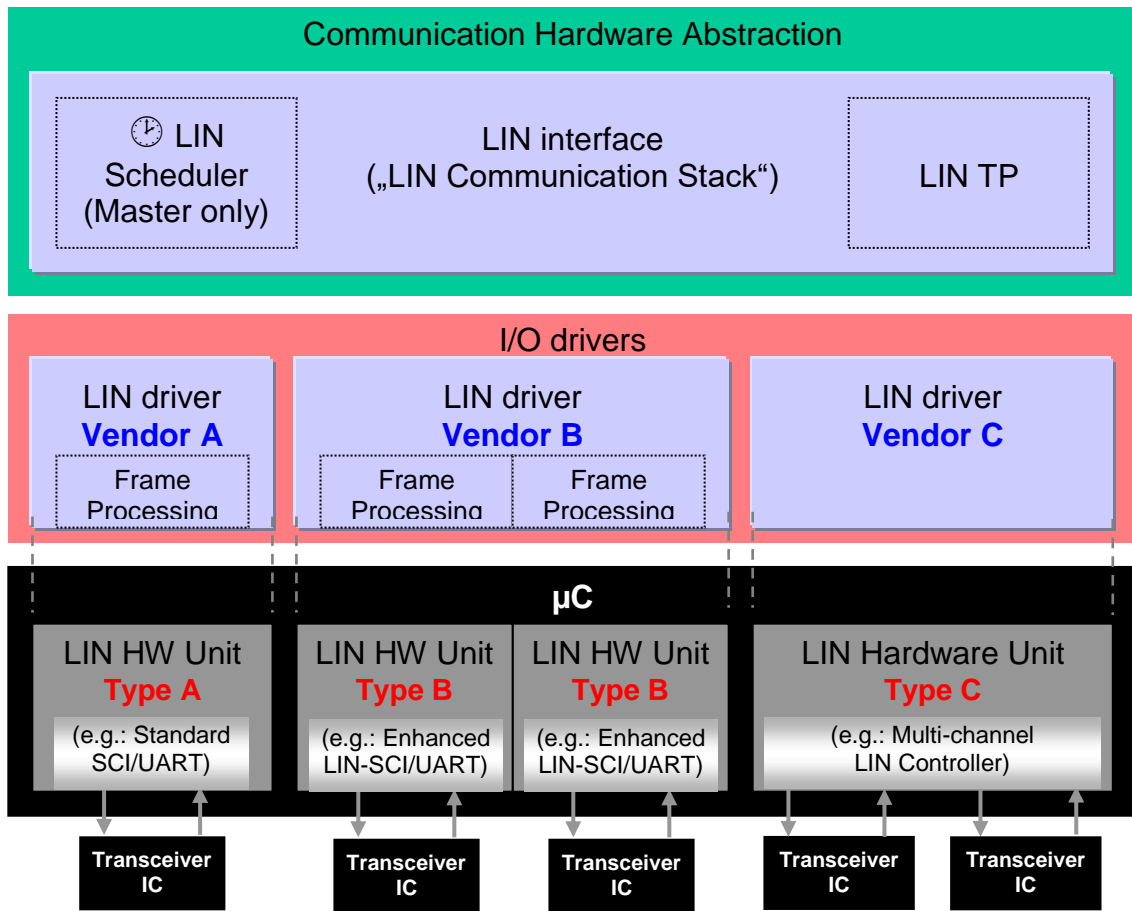 Communication Hardware Abstraction
🕑 LIN
Scheduler
(Master only)
LIN interface
(„LIN Communication Stack“)
LIN TP
I/O drivers
LIN driver
Vendor A
Frame
Processing
LIN driver
Vendor B
Frame
Processing
Frame
Processing
LIN driver
Vendor C
µC
LIN HW Unit
Type A
(e.g.: Standard
SCI/UART)
LIN HW Unit
Type B
(e.g.: Enhanced
LIN-SCI/UART)
LIN HW Unit
Type B
(e.g.: Enhanced
LIN-SCI/UART)
LIN Hardware Unit
Type C
(e.g.: Multi-channel
LIN Controller)
Transceiver
IC
Transceiver
IC
Transceiver
IC
Transceiver
IC
Transceiver
IC